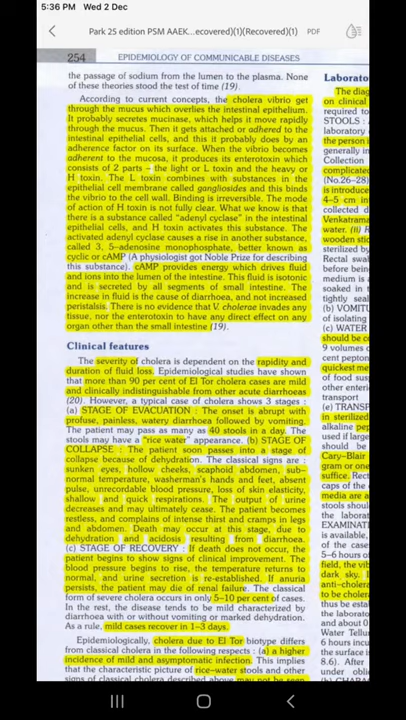 5:36 PM Wed 2 Dec
Park 25 edition PSM AAEK...ecovered)(1)(Recovered)(1) PDF
254 EPIDEMIOLOGY OF COMMUNICABLE DISEASES
the passage of sodium from the lumen to the plasma. None
of these theories stood the test of time (19).
According to current concepts, the cholera vibrio get
through the mucus which overlies the intestinal epithelium.
It probably secretes mucinase, which helps it move rapidly
through the mucus. Then it gets attached or adhered to the
intestinal epithelial cells, and this it probably does by an
adherence factor on its surface. When the vibrio becomes
adherent to the mucosa, it produces its enterotoxin which
consists of 2 parts – the light or L toxin and the heavy or
H toxin. The L toxin combines with substances in the
epithelial cell membrane called gangliosides and this binds
the vibrio to the cell wall. Binding is irreversible. The mode
of action of H toxin is not fully clear. What we know is that
there is a substance called "adenyl cyclase" in the intestinal
epithelial cells, and H toxin activates this substance. The
activated adenyl cyclase causes a rise in another substance,
called 3, 5-adenosine monophosphate, better known as
cyclic or cAMP (A physiologist got Noble Prize for describing
this substance). cAMP provides energy which drives fluid
and ions into the lumen of the intestine. This fluid is isotonic
and is secreted by all segments of small intestine. The
increase in fluid is the cause of diarrhoea, and not increased
peristalsis. There is no evidence that V. cholerae invades any
tissue, nor the enterotoxin to have any direct effect on any
organ other than the small intestine (19).
Clinical features
The severity of cholera is dependent on the rapidity and
duration of fluid loss. Epidemiological studies have shown
that more than 90 per cent of El Tor cholera cases are mild
and clinically indistinguishable from other acute diarrhoeas
(20). However, a typical case of cholera shows 3 stages :
(a) STAGE OF EVACUATION : The onset is abrupt with
profuse, painless, watery diarrhoea followed by vomiting.
The patient may pass as many as 40 stools in a day. The
stools may have a "rice water" appearance. (b) STAGE OF
COLLAPSE : The patient soon passes into a stage of
collapse because of dehydration. The classical signs are :
sunken eyes, hollow cheeks, scaphoid abdomen, sub-
normal temperature, washerman's hands and feet, absent
pulse, unrecordable blood pressure, loss of skin elasticity,
shallow and quick respirations. The output of urine
decreases and may ultimately cease. The patient becomes
restless, and complains of intense thirst and cramps in legs
and abdomen. Death may occur at this stage, due to
dehydration and acidosis resulting from diarrhoea.
(c) STAGE OF RECOVERY : If death does not occur, the
patient begins to show signs of clinical improvement. The
blood pressure begins to rise, the temperature returns to
normal, and urine secretion is re-established. If anuria
persists, the patient may die of renal failure. The classical
form of severe cholera occurs in only 5–10 per cent of cases.
In the rest, the disease tends to be mild characterized by
diarrhoea with or without vomiting or marked dehydration.
As a rule, mild cases recover in 1–3 days.
Epidemiologically, cholera due to El Tor biotype differs
from classical cholera in the following respects : (a) a higher
incidence of mild and asymptomatic infection. This implies
that the characteristic picture of rice-water stools and other
signs of classical cholera described above may not be seen
Laborato
The diag
on clinical
required to
STOOLS :
laboratory
the person i
generally in
Collection
complicated
(No.26–28)
is introduce
4–5 cm in
collected d
Venkatrama
water. (II)
wooden stic
sterilized by
Rectal swal
before bein
medium is
soaked in t
tightly seal
(b) VOMITU
of isolating
(c) WATER
should be c
9 volumes c
cent pepton
quickest me
of food sus
other enteri
transport
(e) TRANSP
in sterilized
alkaline pep
used if large
should be
Cary-Blair
gram or one
suffice. Rect
caps of the
media are a
stools shou
the laborat
EXAMINATI
is available,
of the case
5–6 hours of
field, the vib
dark sky. I
anti-cholera
to be choler
thus be esta
the laborato
and about 0
Water Tellur
6 hours incu
the surface i
8.6). After
under oblic